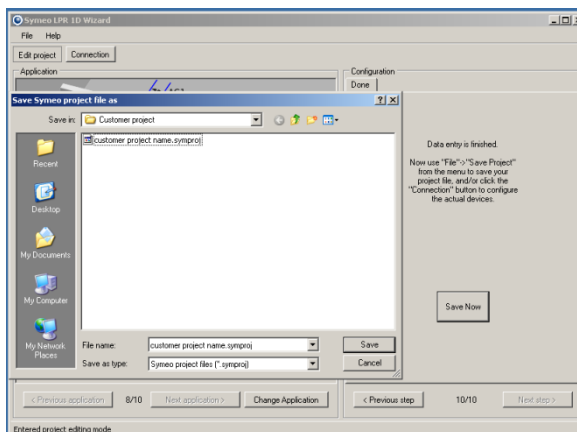 Symeo LPR 1D Wizard
File Help
Edit project Connection
Application
Configuration
Done
Save Symeo project file as
Save in: Customer project
customer project name.symproj
Recent
Desktop
My Documents
My Computer
My Network
Places
File name: customer project name.symproj Save
Save as type: Symeo project files (*.symproj) Cancel
Data entry is finished.
Now use "File"->"Save Project"
from the menu to save your
project file, and/or click the
"Connection" button to configure
the actual devices.
Save Now
< Previous application 8/10 Next application > Change Application
< Previous step 10/10 Next step >
Entered project editing mode